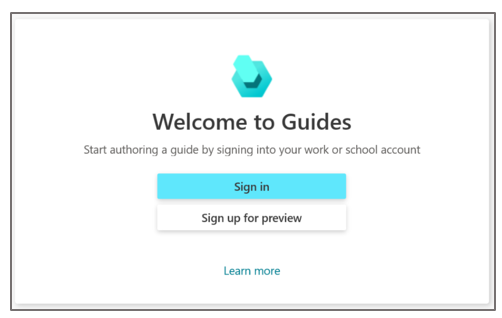 Welcome to Guides
Start authoring a guide by signing into your work or school account
Sign in
Sign up for preview
Learn more